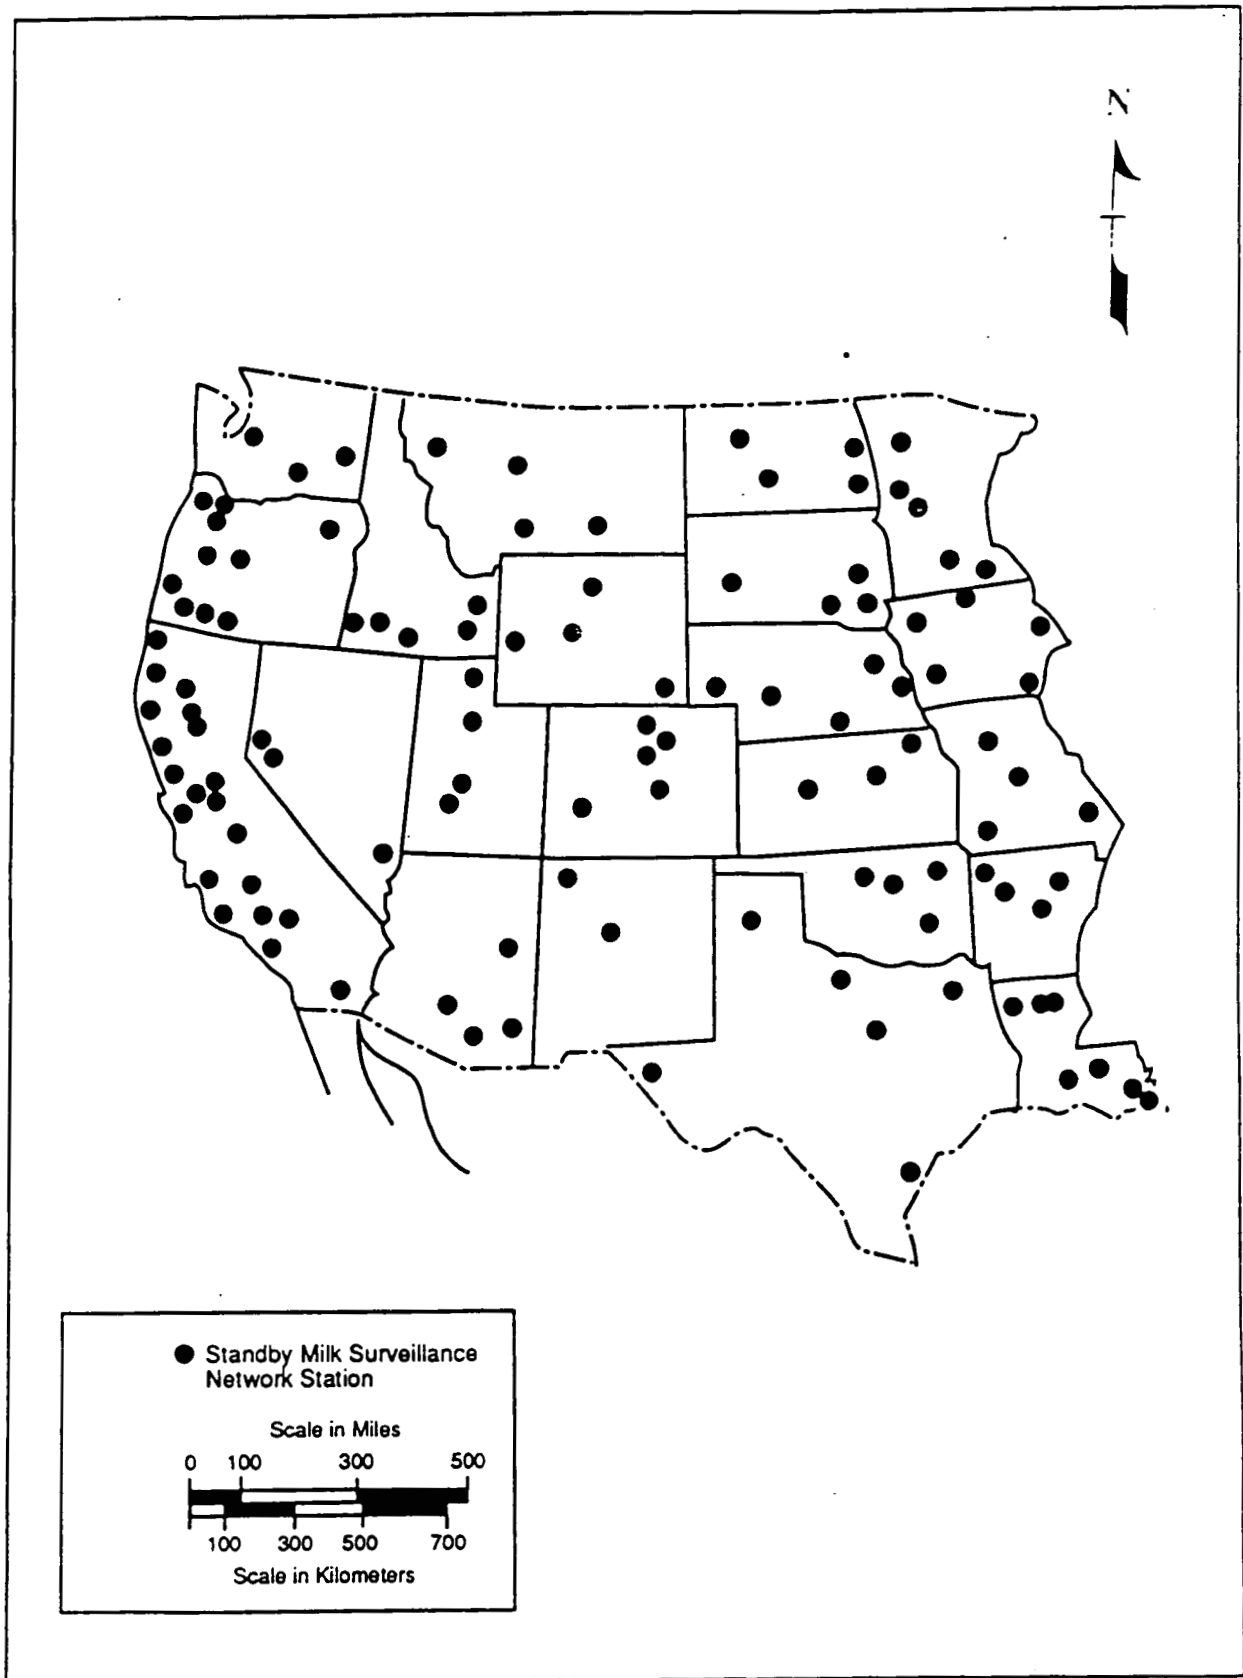 N
Standby Milk Surveillance
Network Station
Scale in Miles
0 100 300 500
100 300 500 700
Scale in Kilometers